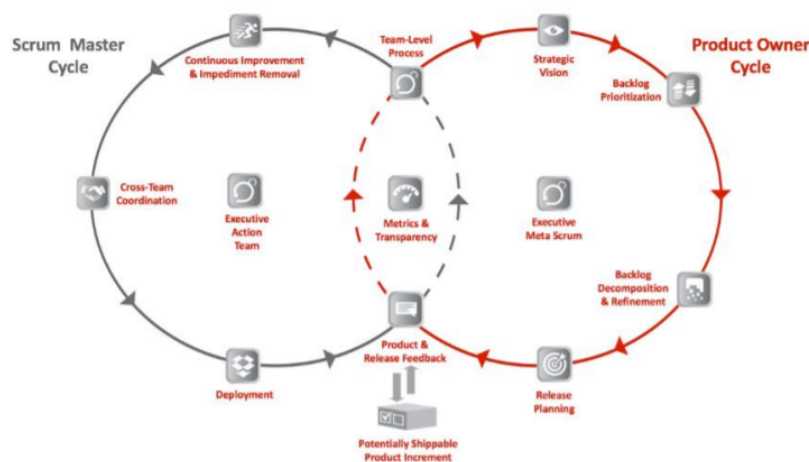 Scrum Master
Cycle
Continuous Improvement
& Impediment Removal
Team-Level
Process
Strategic
Vision
Product Owner
Cycle
Backlog
Prioritization
Cross-Team
Coordination
Executive
Action
Team
Metrics &
Transparency
Executive
Meta Scrum
Backlog
Decomposition
& Refinement
Deployment
Product &
Release Feedback
Release
Planning
Potentially Shippable
Product Increment